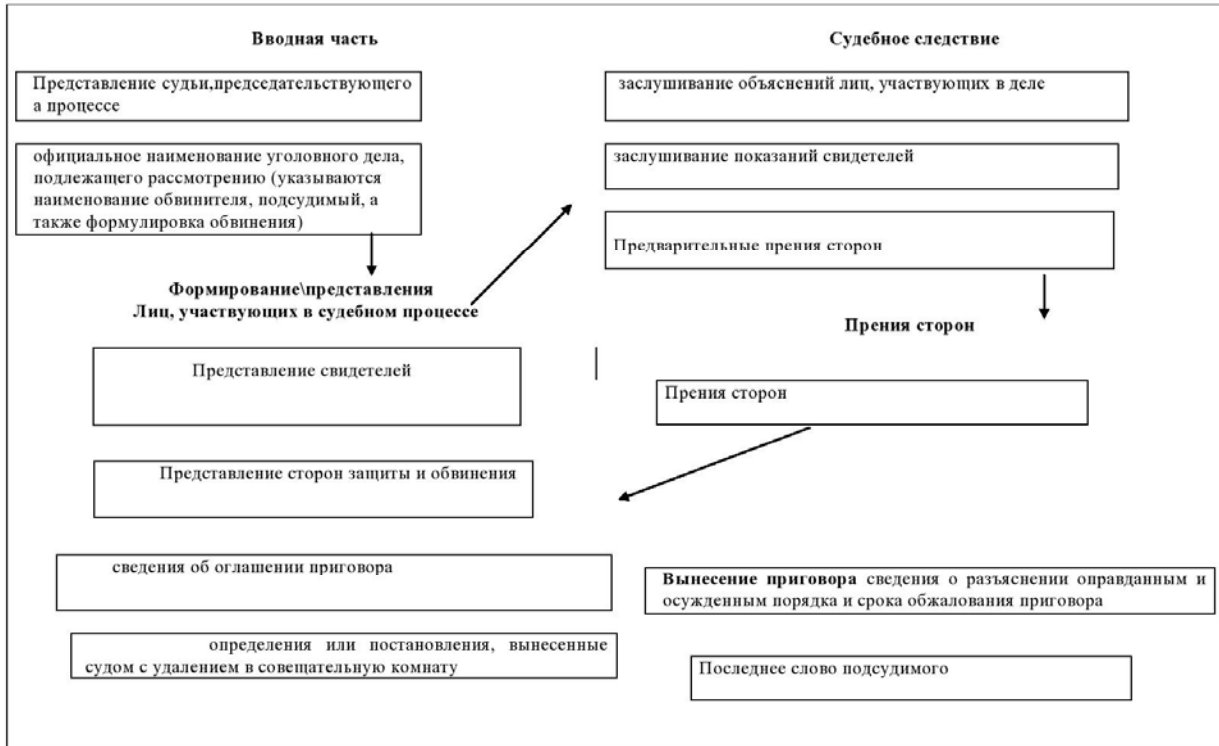 Вводная часть
Представление судьи,председательствующего
а процессе
официальное наименование уголовного дела,
подлежащего рассмотрению (указываются
наименование обвинителя, подсудимый, а
также формулировка обвинения)
Формирование\представления
Лиц, участвующих в судебном процессе
Представление свидетелей
Представление сторон защиты и обвинения
сведения об оглашении приговора
определения или постановления, вынесенные
судом с удалением в совещательную комнату
Судебное следствие
заслушивание объяснений лиц, участвующих в деле
заслушивание показаний свидетелей
Предварительные прения сторон
Прения сторон
Прения сторон
Вынесение приговора сведения о разъяснении оправданным и
осужденным порядка и срока обжалования приговора
Последнее слово подсудимого